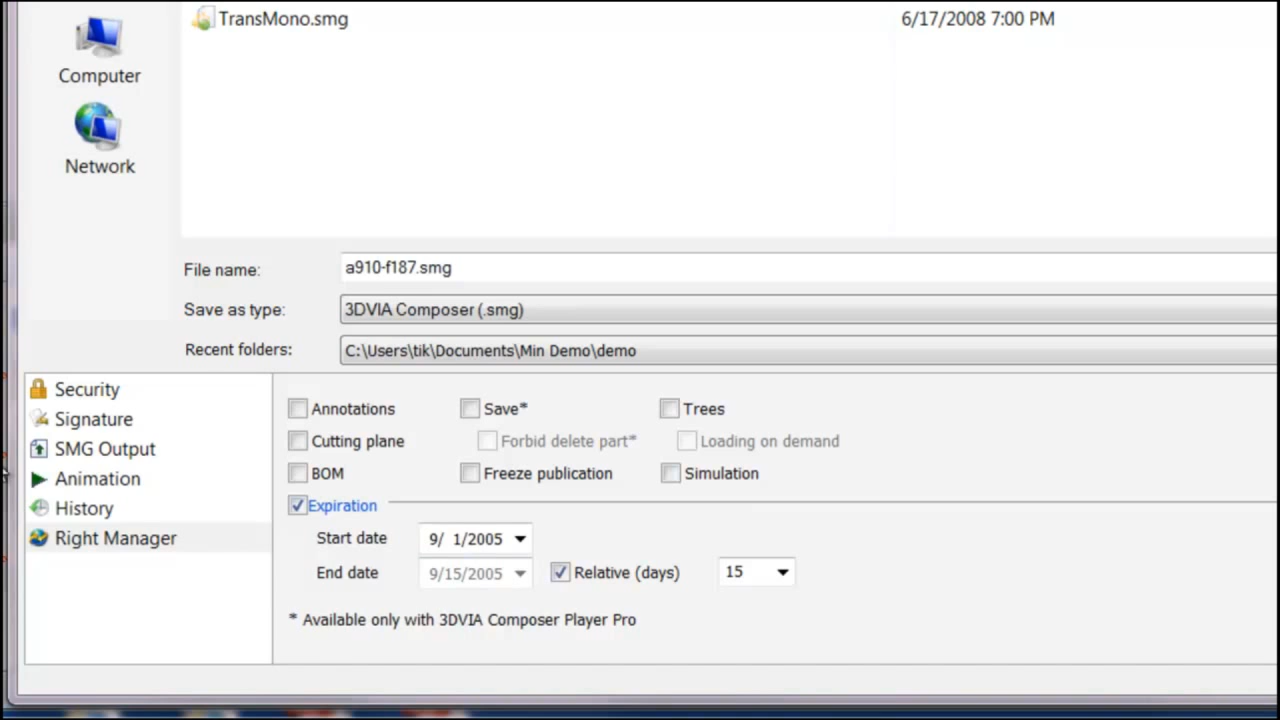 TransMono.smg 6/17/2008 7:00 PM
Computer
Network
File name: a910-f187.smg
Save as type: 3DVIA Composer (.smg)
Recent folders: C:\Users\tik\Documents\Min Demo\demo
Security
Signature
SMG Output
Animation
History
Right Manager
Annotations Save* Trees
Cutting plane Forbid delete part* Loading on demand
BOM Freeze publication Simulation
Expiration
Start date 9/ 1/2005
End date 9/15/2005 Relative (days) 15
* Available only with 3DVIA Composer Player Pro